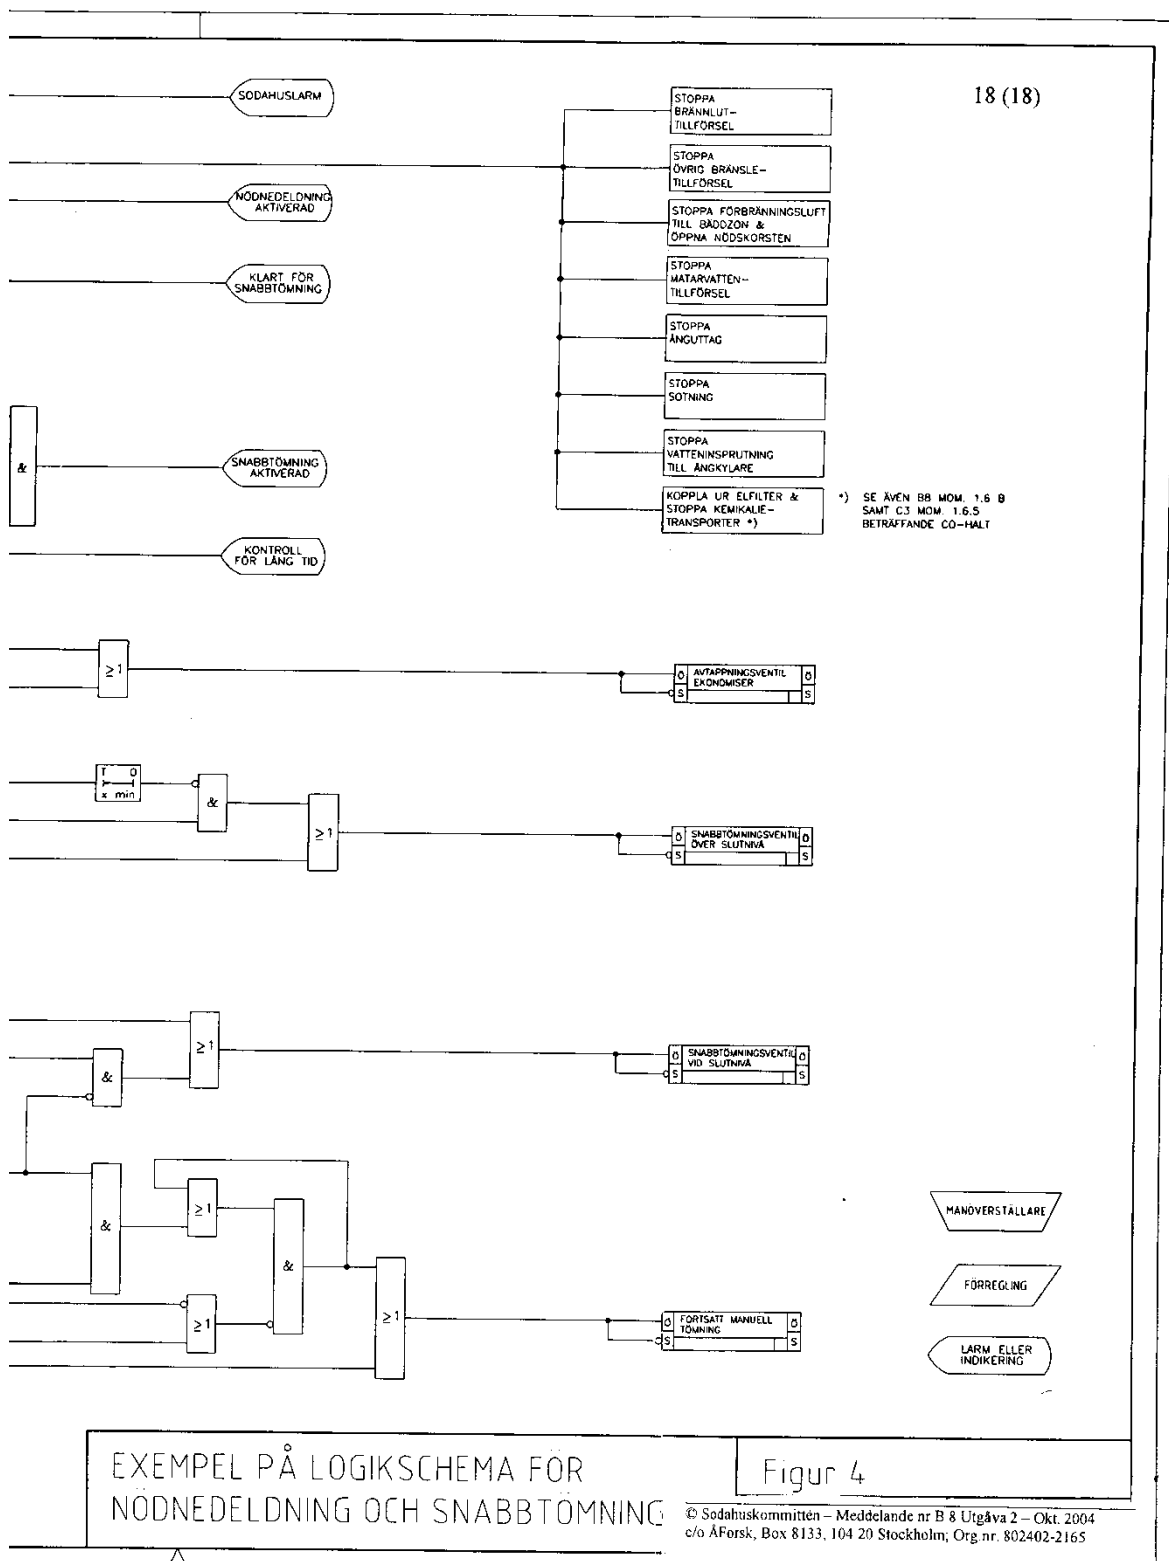 18 (18)
SODAHUSLARM
NÖDNEDELDNING
AKTIVERAD
KLART FÖR
SNABBTÖMNING
&
SNABBTÖMNING
AKTIVERAD
KONTROLL
FÖR LÅNG TID
STOPPA
BRÄNNLUT-
TILLFÖRSEL
STOPPA
ÖVRIG BRÄNSLE-
TILLFÖRSEL
STOPPA FÖRBRÄNNINGSLUFT
TILL BÄDDZON &
ÖPPNA NÖDSKORSTEN
STOPPA
MATARVATTEN-
TILLFÖRSEL
STOPPA
ÅNGUTTAG
STOPPA
SOTNING
STOPPA
VATTENINSPRUTNING
TILL ÅNGKYLARE
KOPPLA UR ELFILTER &
STOPPA KEMIKALIE-
TRANSPORTER *)
*) SE ÄVEN B8 MOM. 1.6 B
SAMT C3 MOM. 1.6.5
BETRÄFFANDE CO-HALT
≥1
Ö AVTAPPNINGSVENTIL Ö
EKONOMISER
S S
T 0
x min
&
≥1
Ö SNABBTÖMNINGSVENTIL Ö
ÖVER SLUTNIVÅ
S S
≥1
&
Ö SNABBTÖMNINGSVENTIL Ö
VID SLUTNIVÅ
S S
&
≥1
&
≥1
≥1
Ö FORTSATT MANUELL Ö
TÖMNING
S S
MANÖVERSTÄLLARE
FÖRREGLING
LARM ELLER
INDIKERING
EXEMPEL PÅ LOGIKSCHEMA FÖR
NÖDNEDELDNING OCH SNABBTÖMNING
Figur 4
© Sodahuskommittén – Meddelande nr B 8 Utgåva 2 – Okt. 2004
c/o ÅForsk, Box 8133, 104 20 Stockholm; Org.nr. 802402-2165